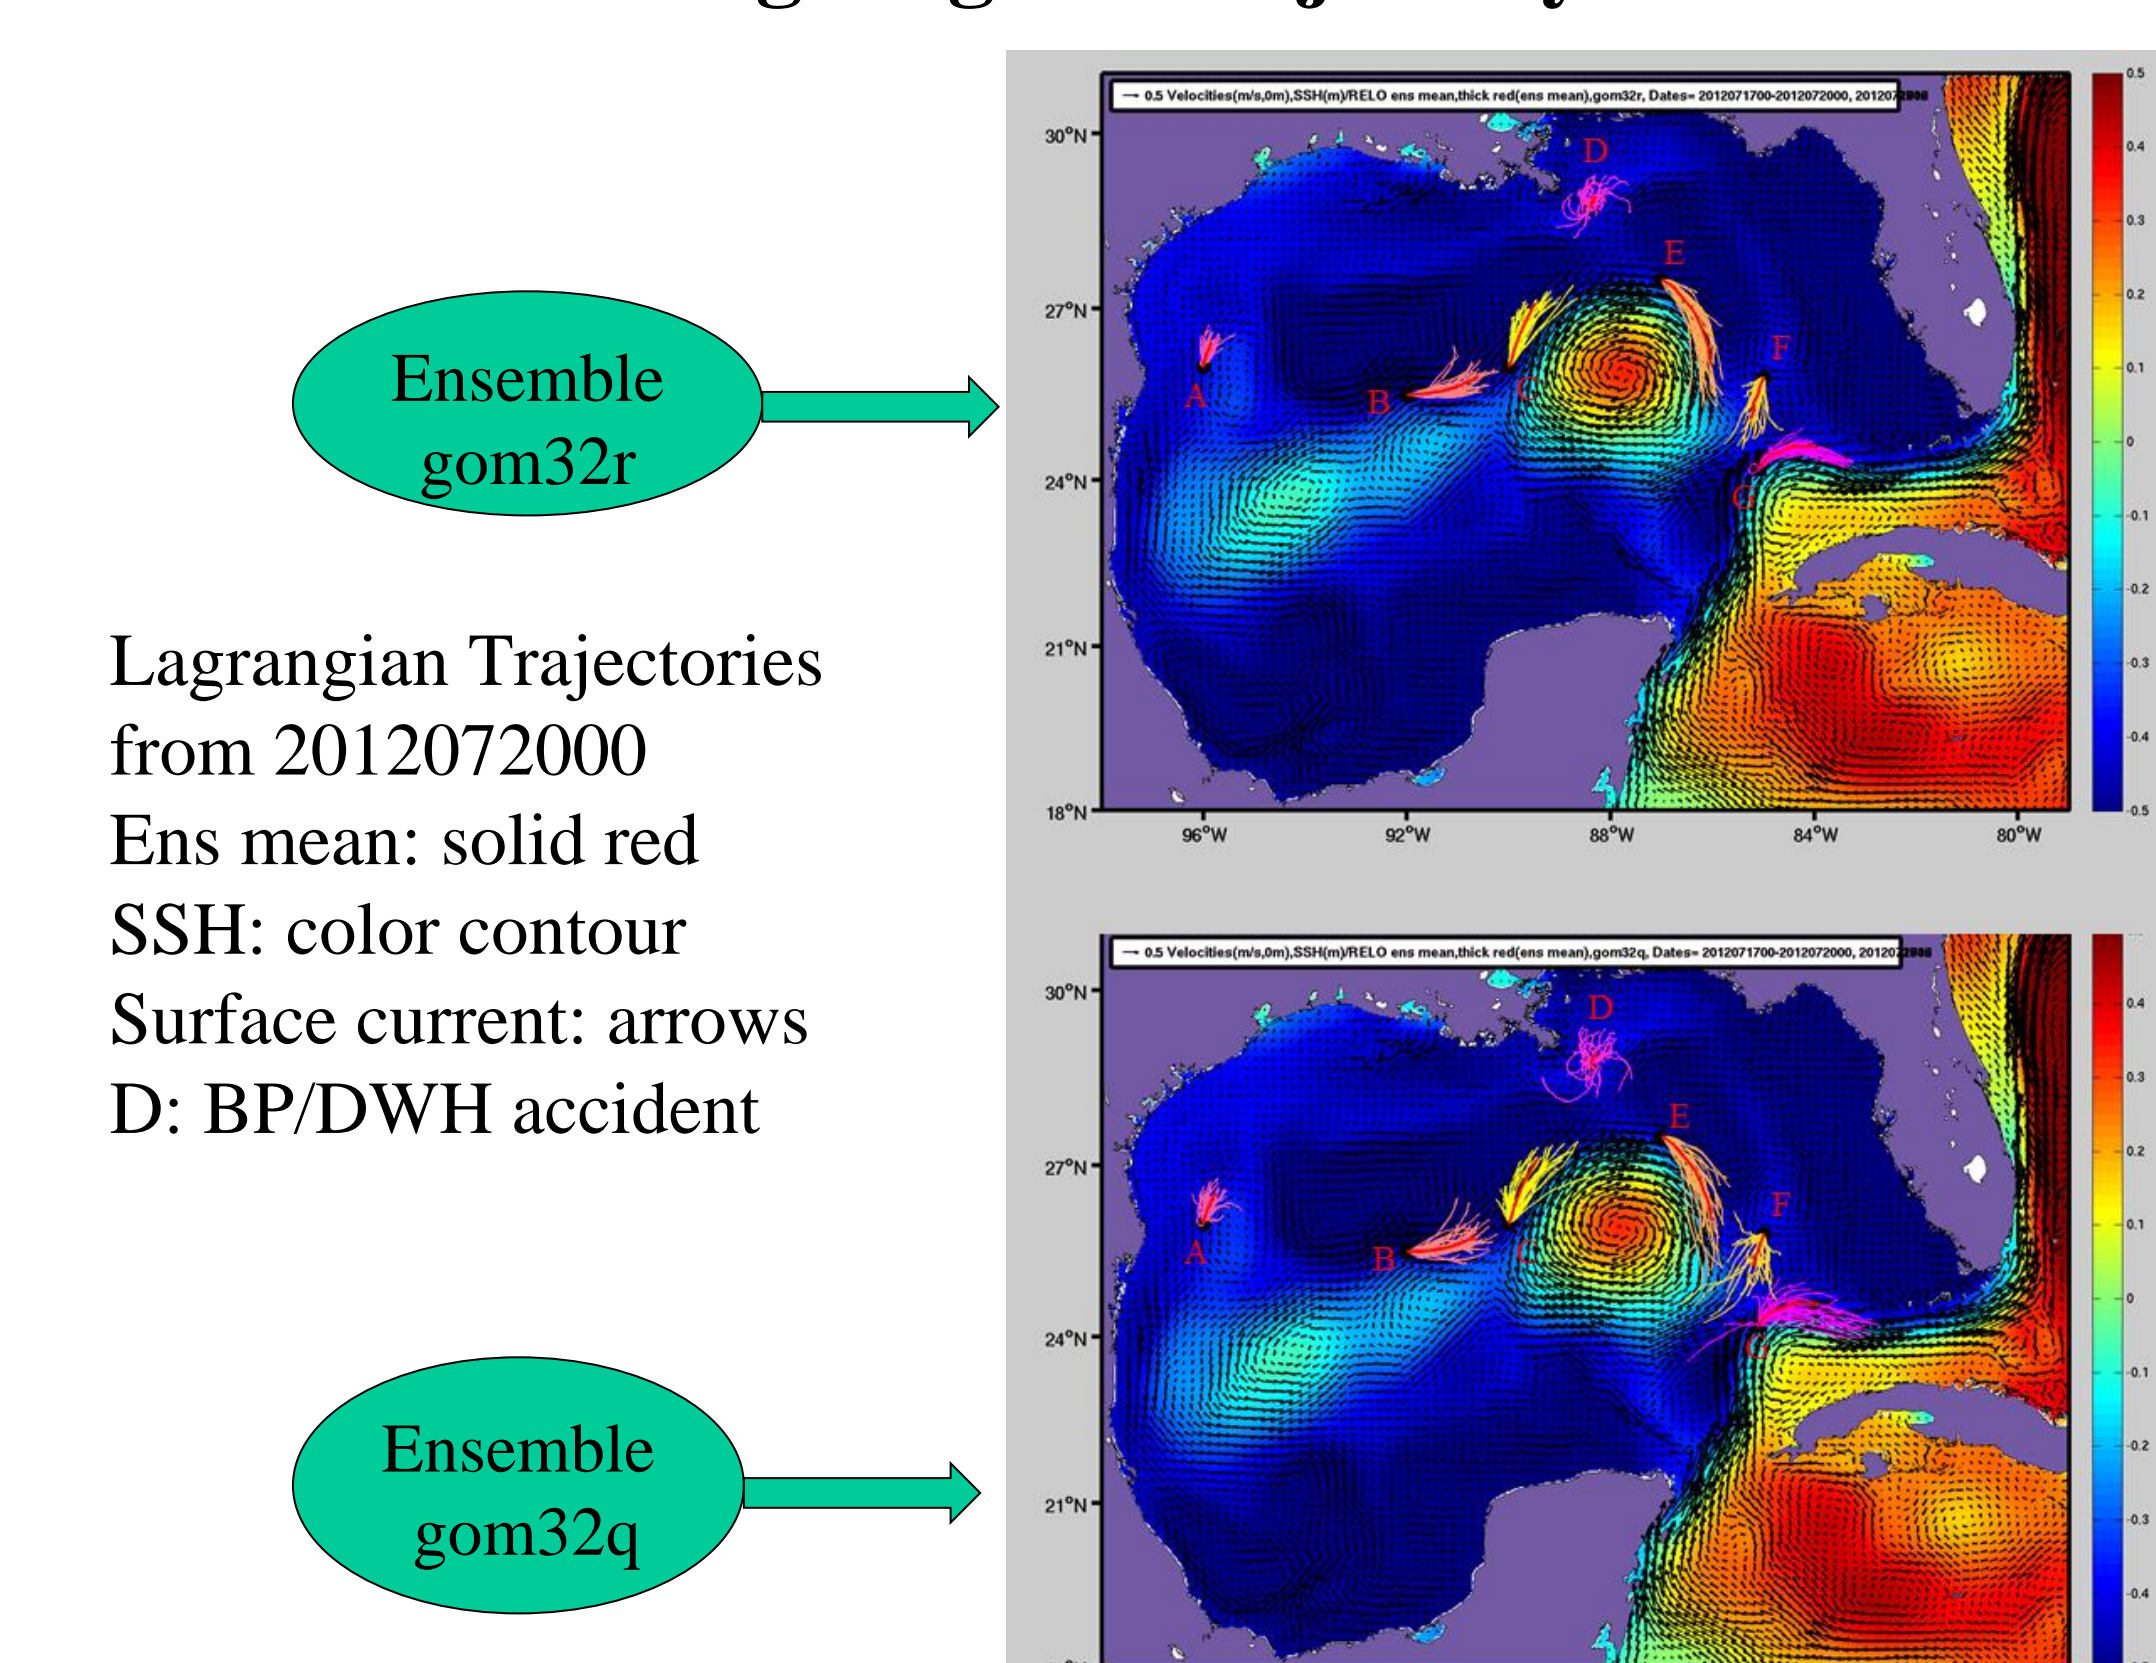 Ensemble
gom32r
Lagrangian Trajectories
from 2012072000
Ens mean: solid red
SSH: color contour
Surface current: arrows
D: BP/DWH accident
Ensemble
gom32q
0.5 Velocities(m/s,0m),SSH(m)/RELO ens mean,thick red(ens mean),gom32r, Dates= 2012071700-2012072000,
30°N
27°N
24°N
21°N
18°N
96°W
92°W
88°W
84°W
80°W
A
B
C
D
E
F
G
0.5
0.4
0.3
0.2
0.1
0
-0.1
-0.2
-0.3
-0.4
-0.5
0.5 Velocities(m/s,0m),SSH(m)/RELO ens mean,thick red(ens mean),gom32q, Dates= 2012071700-2012072000,
30°N
27°N
24°N
21°N
A
B
C
D
E
F
G
0.4
0.3
0.2
0.1
0
-0.1
-0.2
-0.3
-0.4